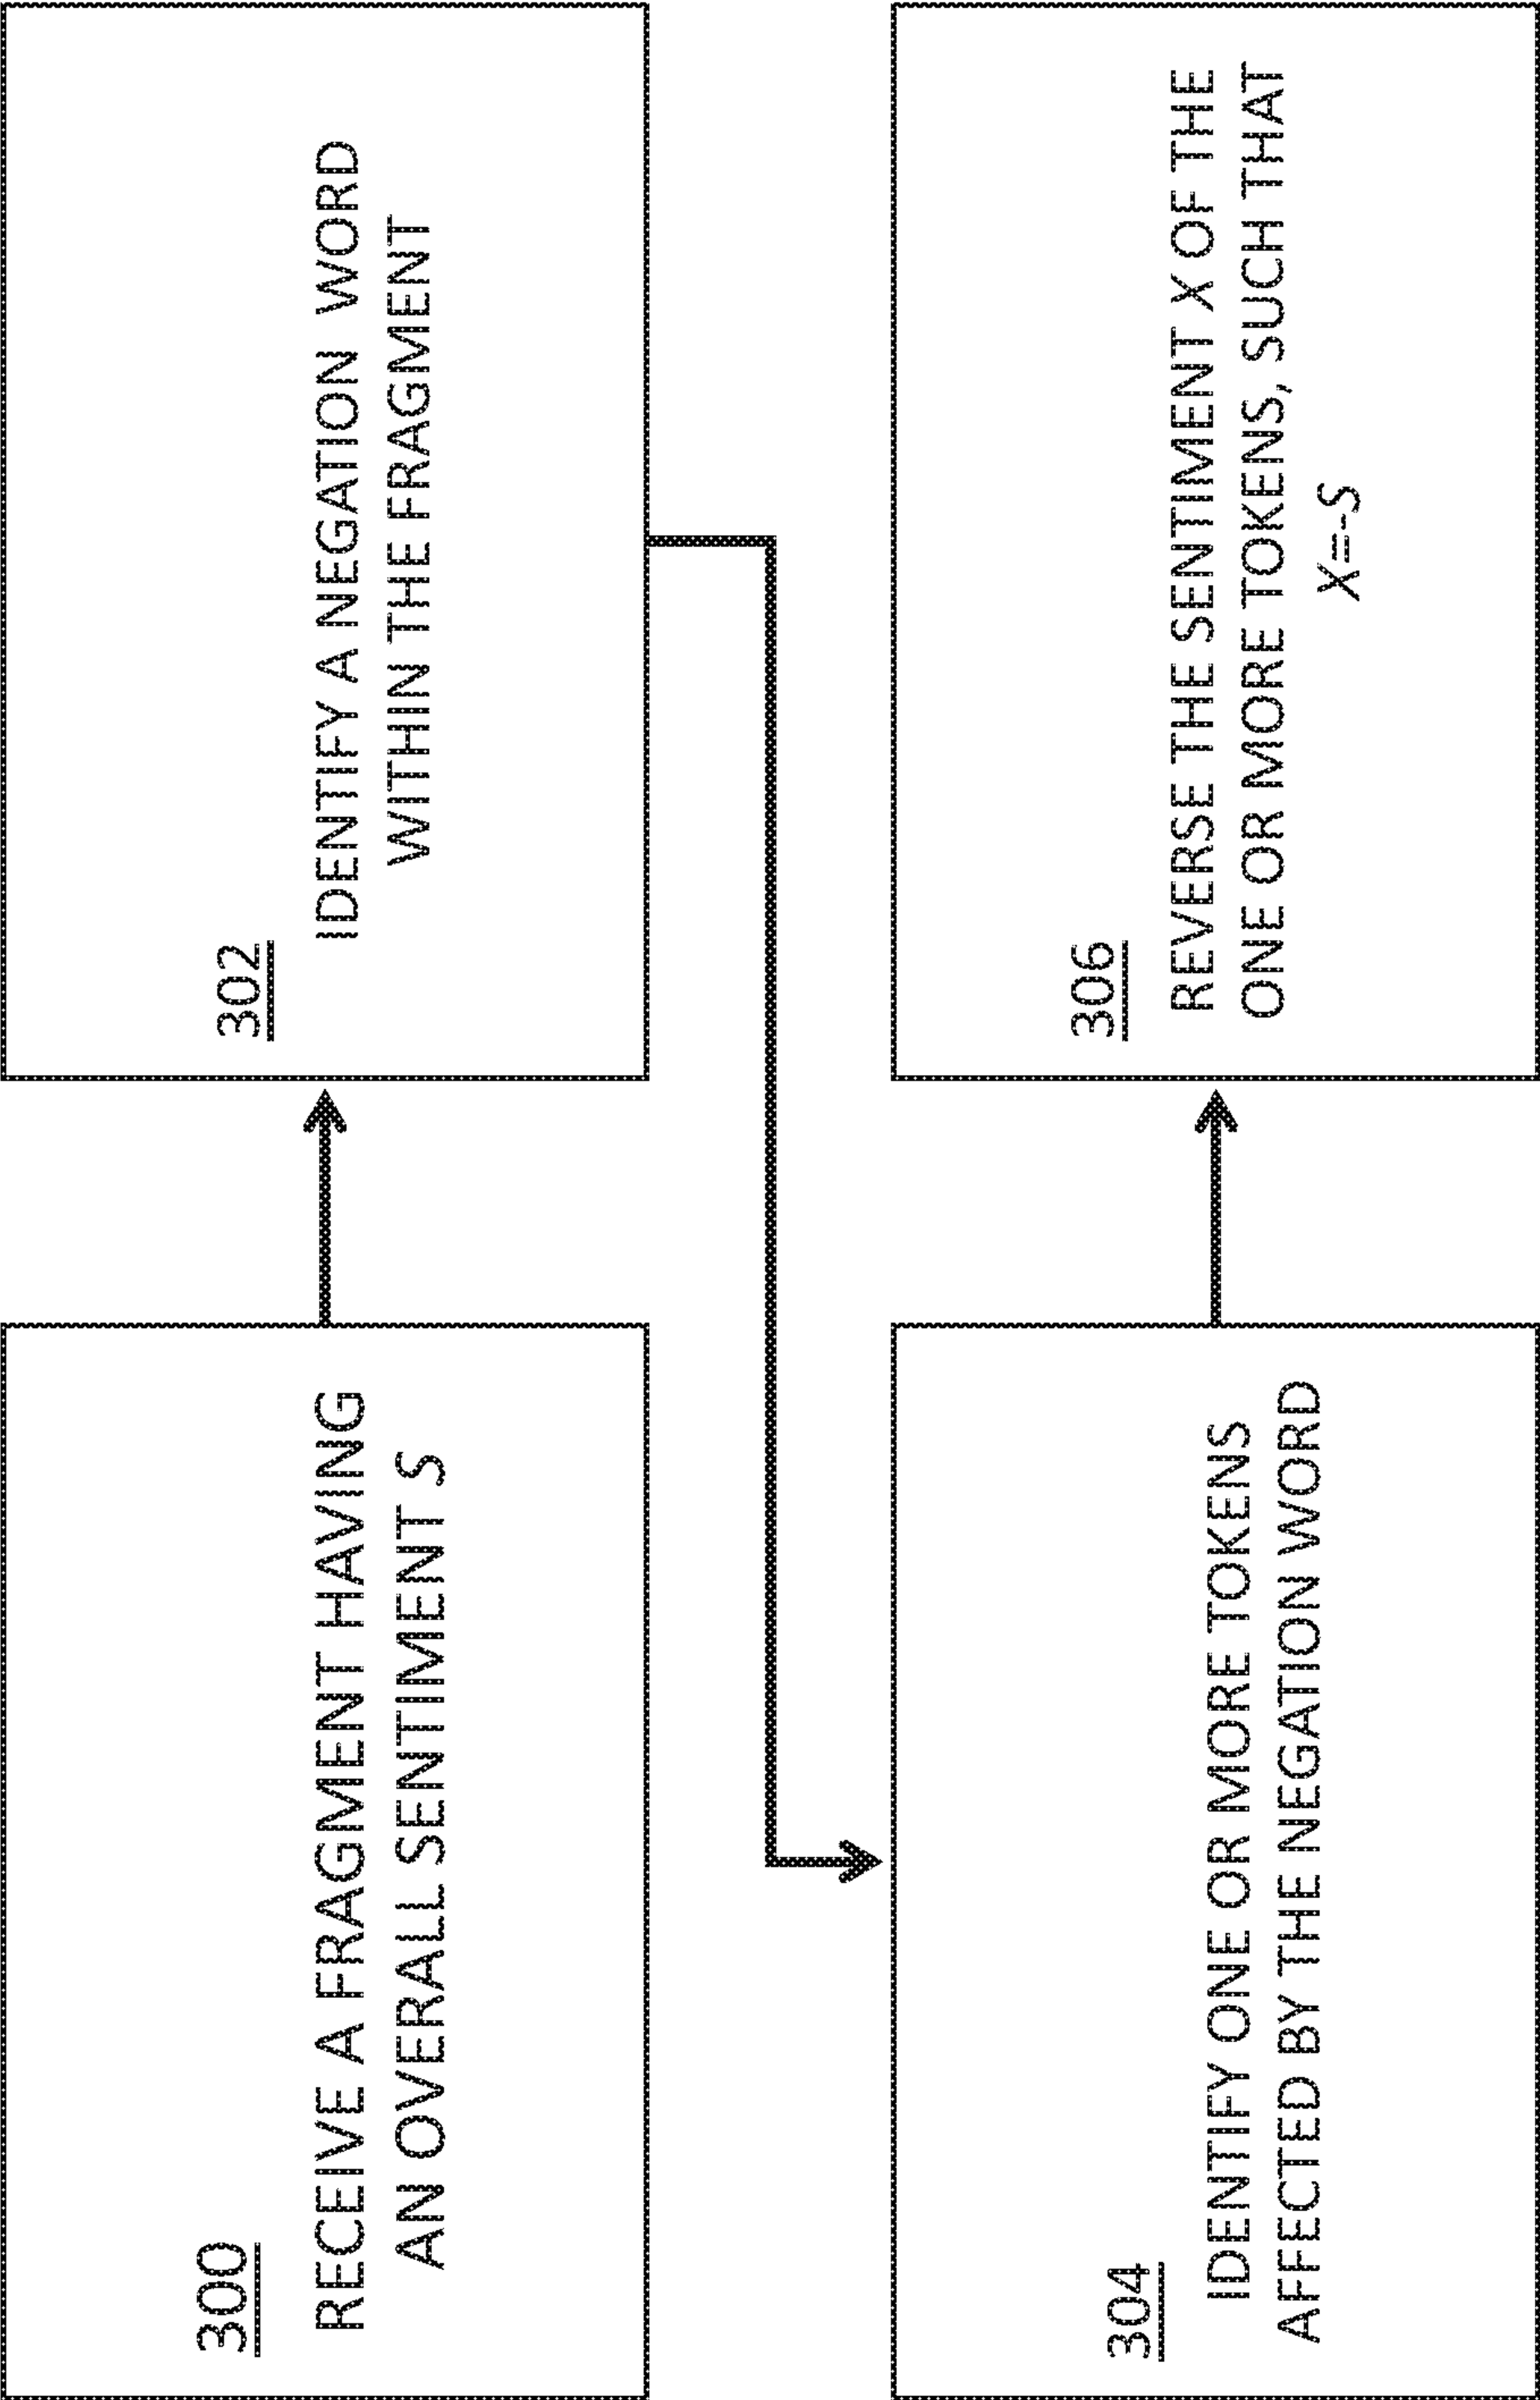 300
RECEIVE A FRAGMENT HAVING
AN OVERALL SENTIMENT S
302
IDENTIFY A NEGATION WORD
WITHIN THE FRAGMENT
304
IDENTIFY ONE OR MORE TOKENS
AFFECTED BY THE NEGATION WORD
306
REVERSE THE SENTIMENT X OF THE
ONE OR MORE TOKENS, SUCH THAT
X=-S